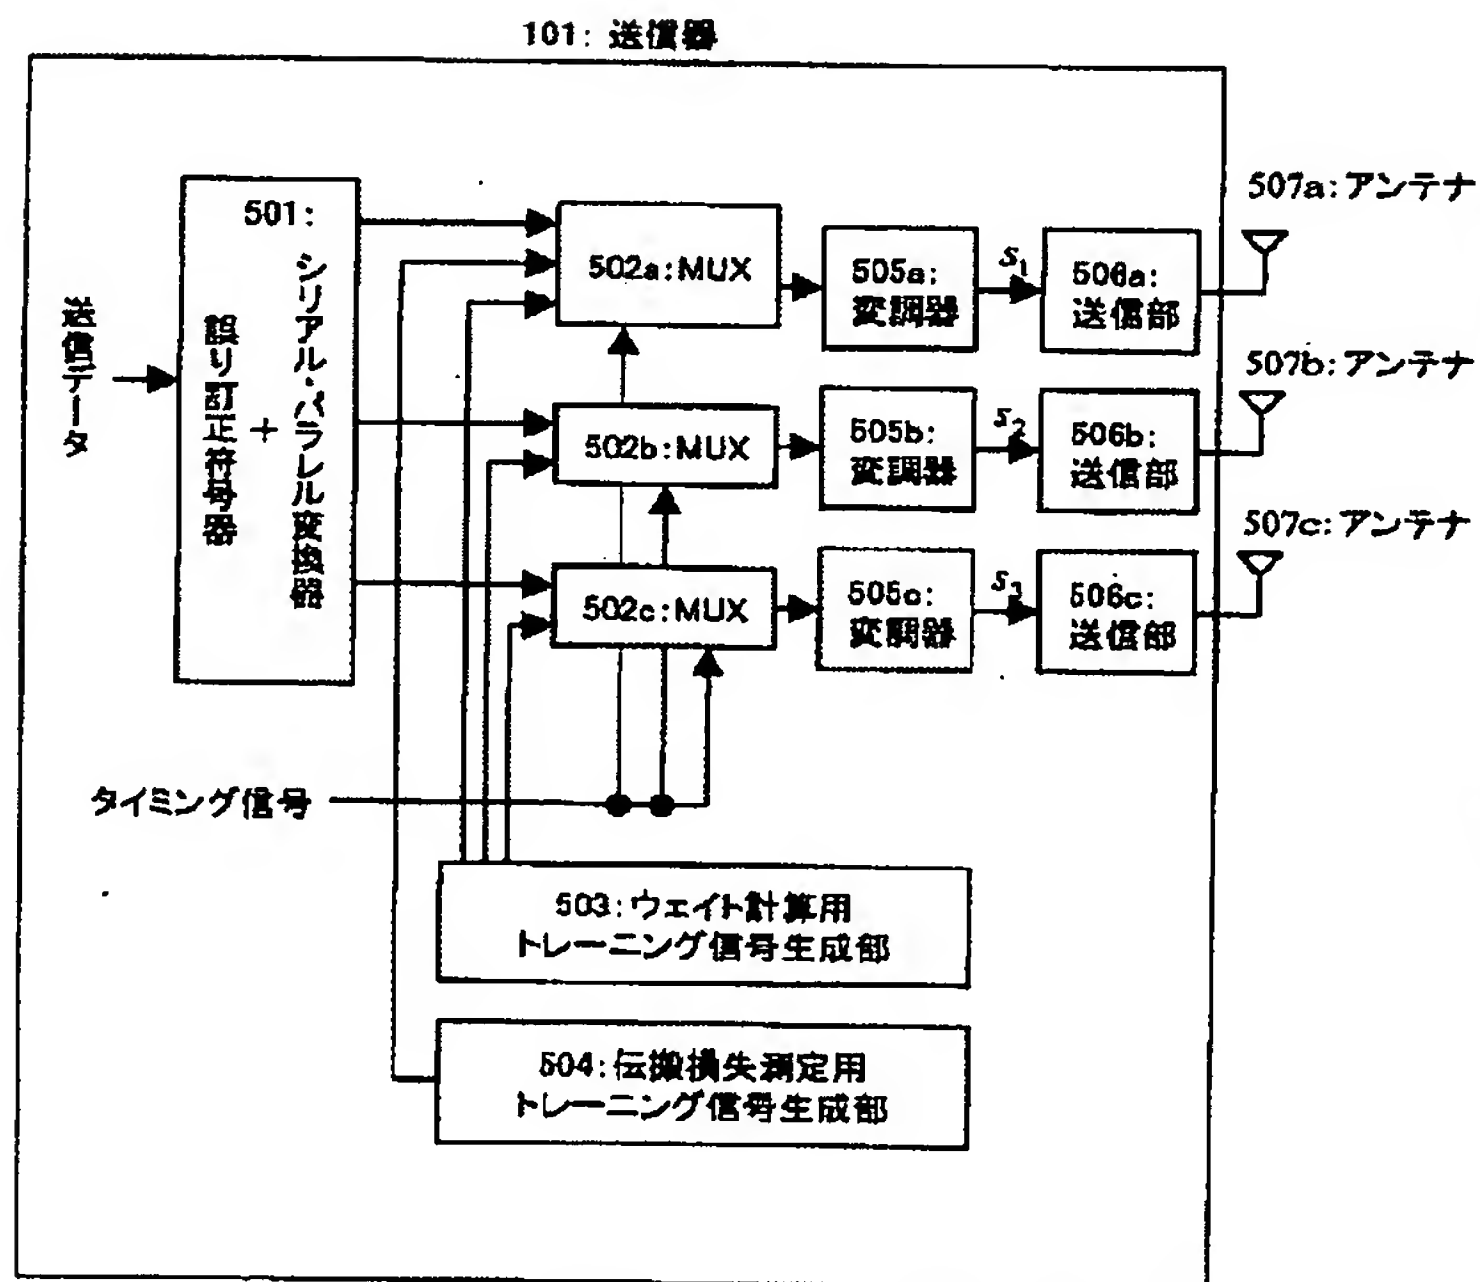 101: 送信器
507a:アンテナ
501:
シリアル・パラレル変換器
+
誤り訂正符号器
送信データ
502a:MUX
505a:
変調器
S1
506a:
送信部
507b:アンテナ
502b:MUX
505b:
変調器
S2
506b:
送信部
507c:アンテナ
502c:MUX
505c:
変調器
S3
506c:
送信部
タイミング信号
503:ウェイト計算用
トレーニング信号生成部
504:伝搬損失測定用
トレーニング信号生成部